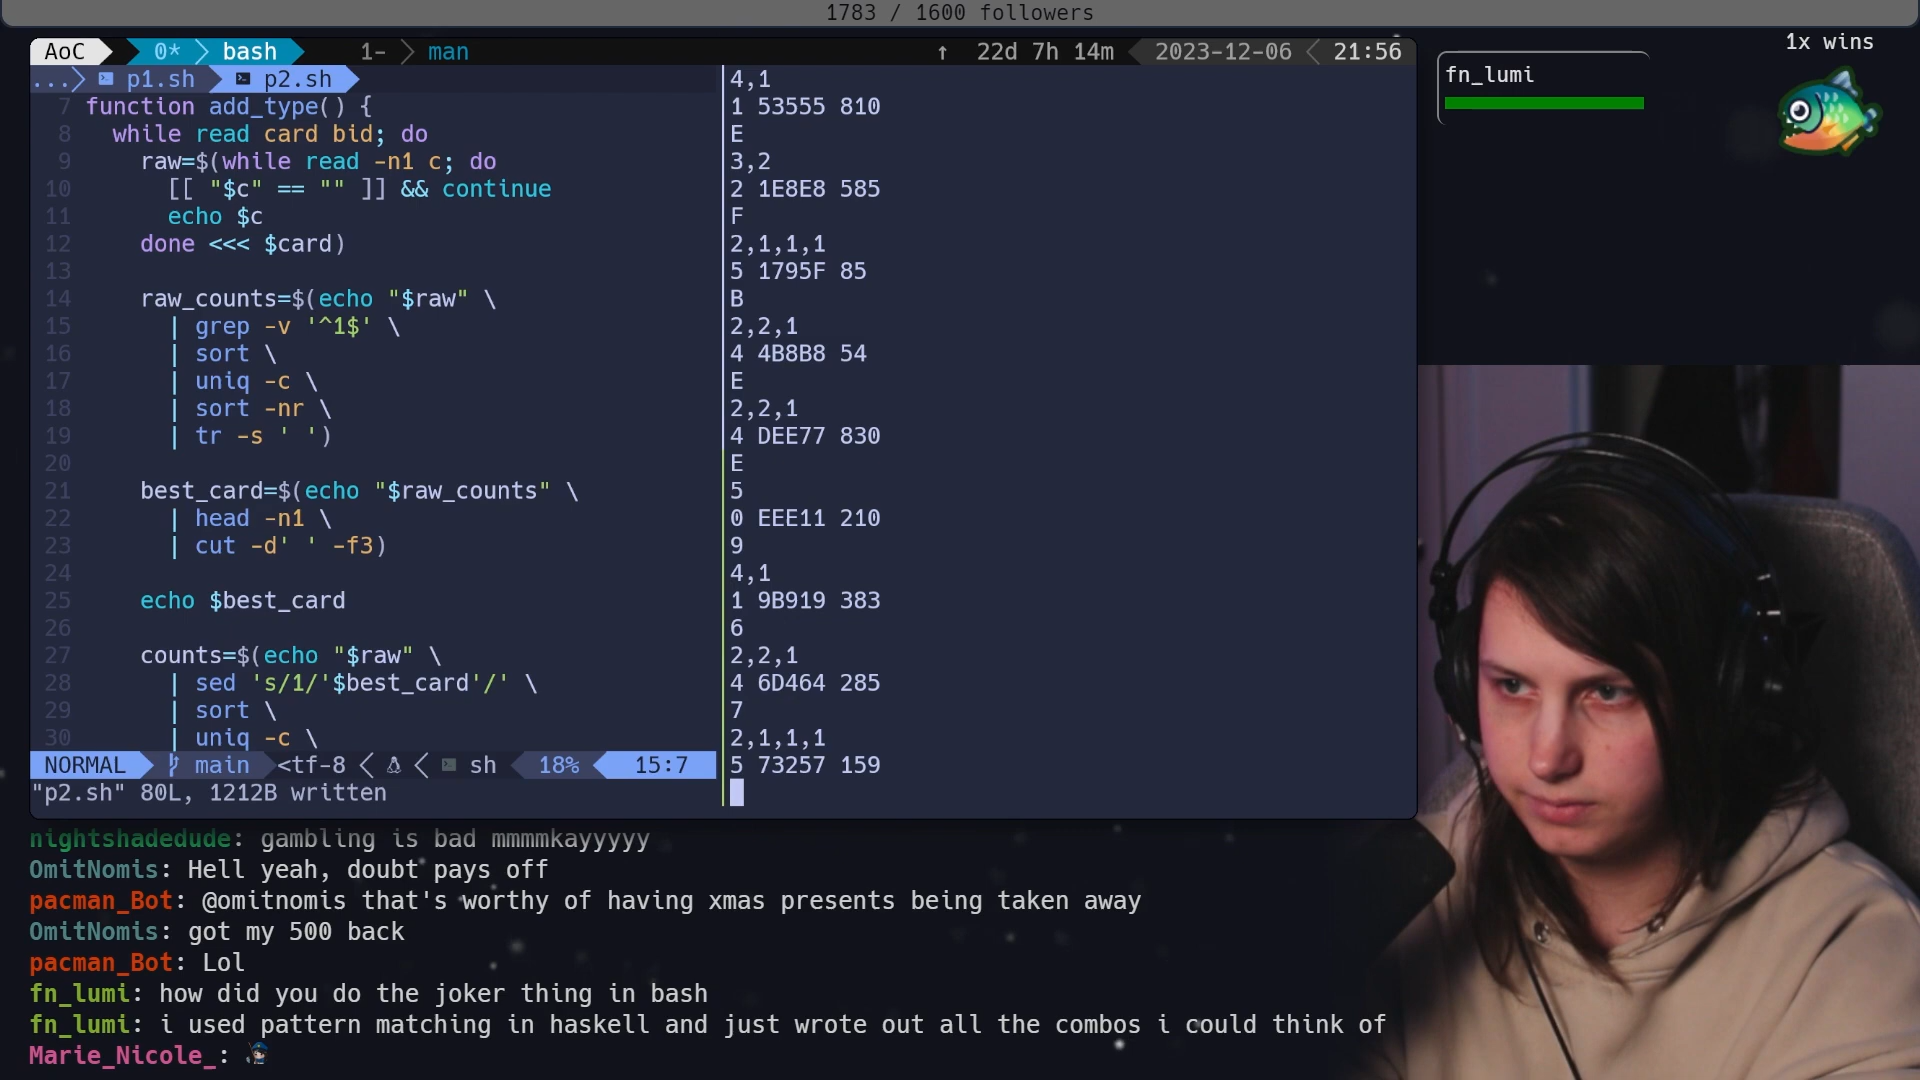 1783 / 1600 followers
AoC 0* bash 1- man ↑ 22d 7h 14m 2023-12-06 21:56
... p1.sh p2.sh
7 function add_type() {
8 while read card bid; do
9 raw=$(while read -n1 c; do
10 [[ "$c" == "" ]] && continue
11 echo $c
12 done <<< $card)
13
14 raw_counts=$(echo "$raw" \
15 | grep -v '^1$' \
16 | sort \
17 | uniq -c \
18 | sort -nr \
19 | tr -s ' ')
20
21 best_card=$(echo "$raw_counts" \
22 | head -n1 \
23 | cut -d' ' -f3)
24
25 echo $best_card
26
27 counts=$(echo "$raw" \
28 | sed 's/1/'$best_card'/' \
29 | sort \
30 | uniq -c \
NORMAL main <tf-8 < < sh 18% 15:7
"p2.sh" 80L, 1212B written
4,1
1 53555 810
E
3,2
2 1E8E8 585
F
2,1,1,1
5 1795F 85
B
2,2,1
4 4B8B8 54
E
2,2,1
4 DEE77 830
E
5
0 EEE11 210
9
4,1
1 9B919 383
6
2,2,1
4 6D464 285
7
2,1,1,1
5 73257 159
fn_lumi
1x wins
nightshadedude: gambling is bad mmmmkayyyyy
OmitNomis: Hell yeah, doubt pays off
pacman_Bot: @omitnomis that's worthy of having xmas presents being taken away
OmitNomis: got my 500 back
pacman_Bot: Lol
fn_lumi: how did you do the joker thing in bash
fn_lumi: i used pattern matching in haskell and just wrote out all the combos i could think of
Marie_Nicole_: